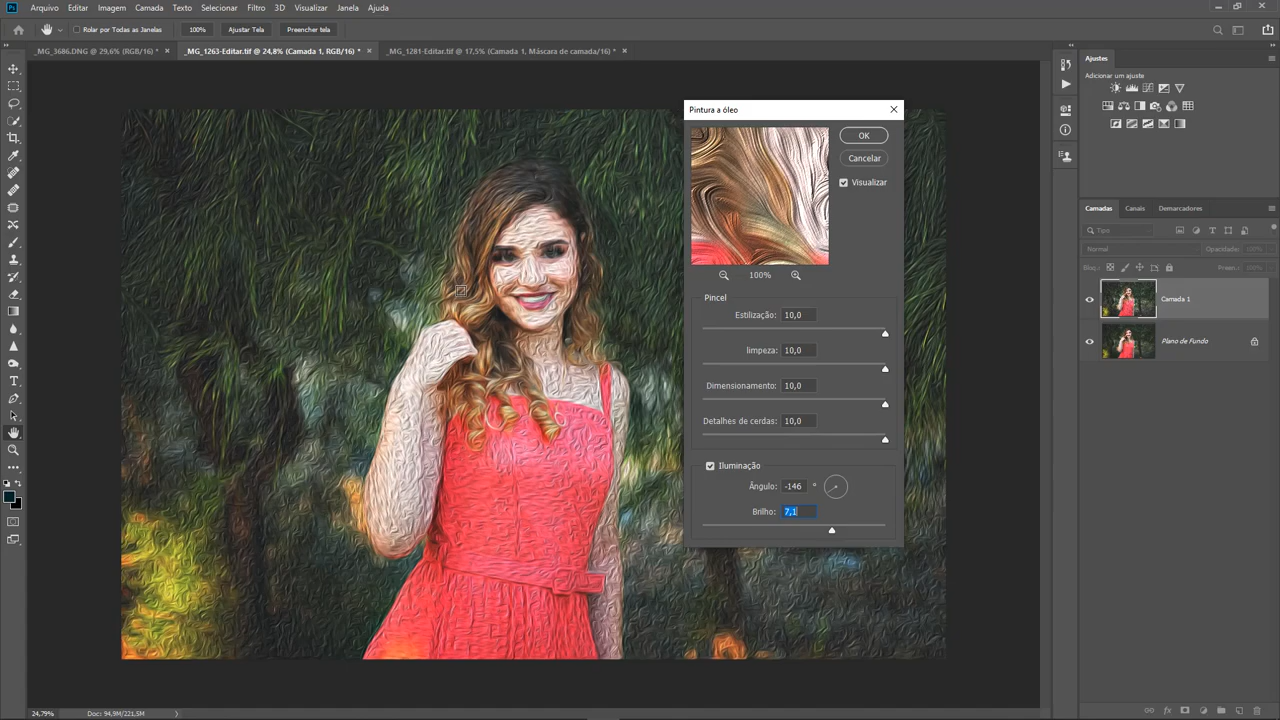 Ps Arquivo Editar Imagem Camada Texto Selecionar Filtro 3D Visualizar Janela Ajuda
Rolar por Todas as Janelas 100% Ajustar Tela Preencher tela
_MG_3686.DNG @ 29,6% (RGB/16) * × _MG_1263-Editar.tif @ 24,8% (Camada 1, RGB/16) * × _MG_1281-Editar.tif @ 17,5% (Camada 1, Máscara de camada/16) * ×
Ajustes
Adicionar um ajuste
Pintura a óleo
OK
Cancelar
Visualizar
100%
Pincel
Estilização: 10,0
limpeza: 10,0
Dimensionamento: 10,0
Detalhes de cerdas: 10,0
Iluminação
Ângulo: -146 °
Brilho: 7,1
Camadas Canais Demarcadores
Tipo
Normal Opacidade: 100%
Bloq.: Preen.: 100%
Camada 1
Plano de Fundo
24,79% Doc: 94,9M/221,5M